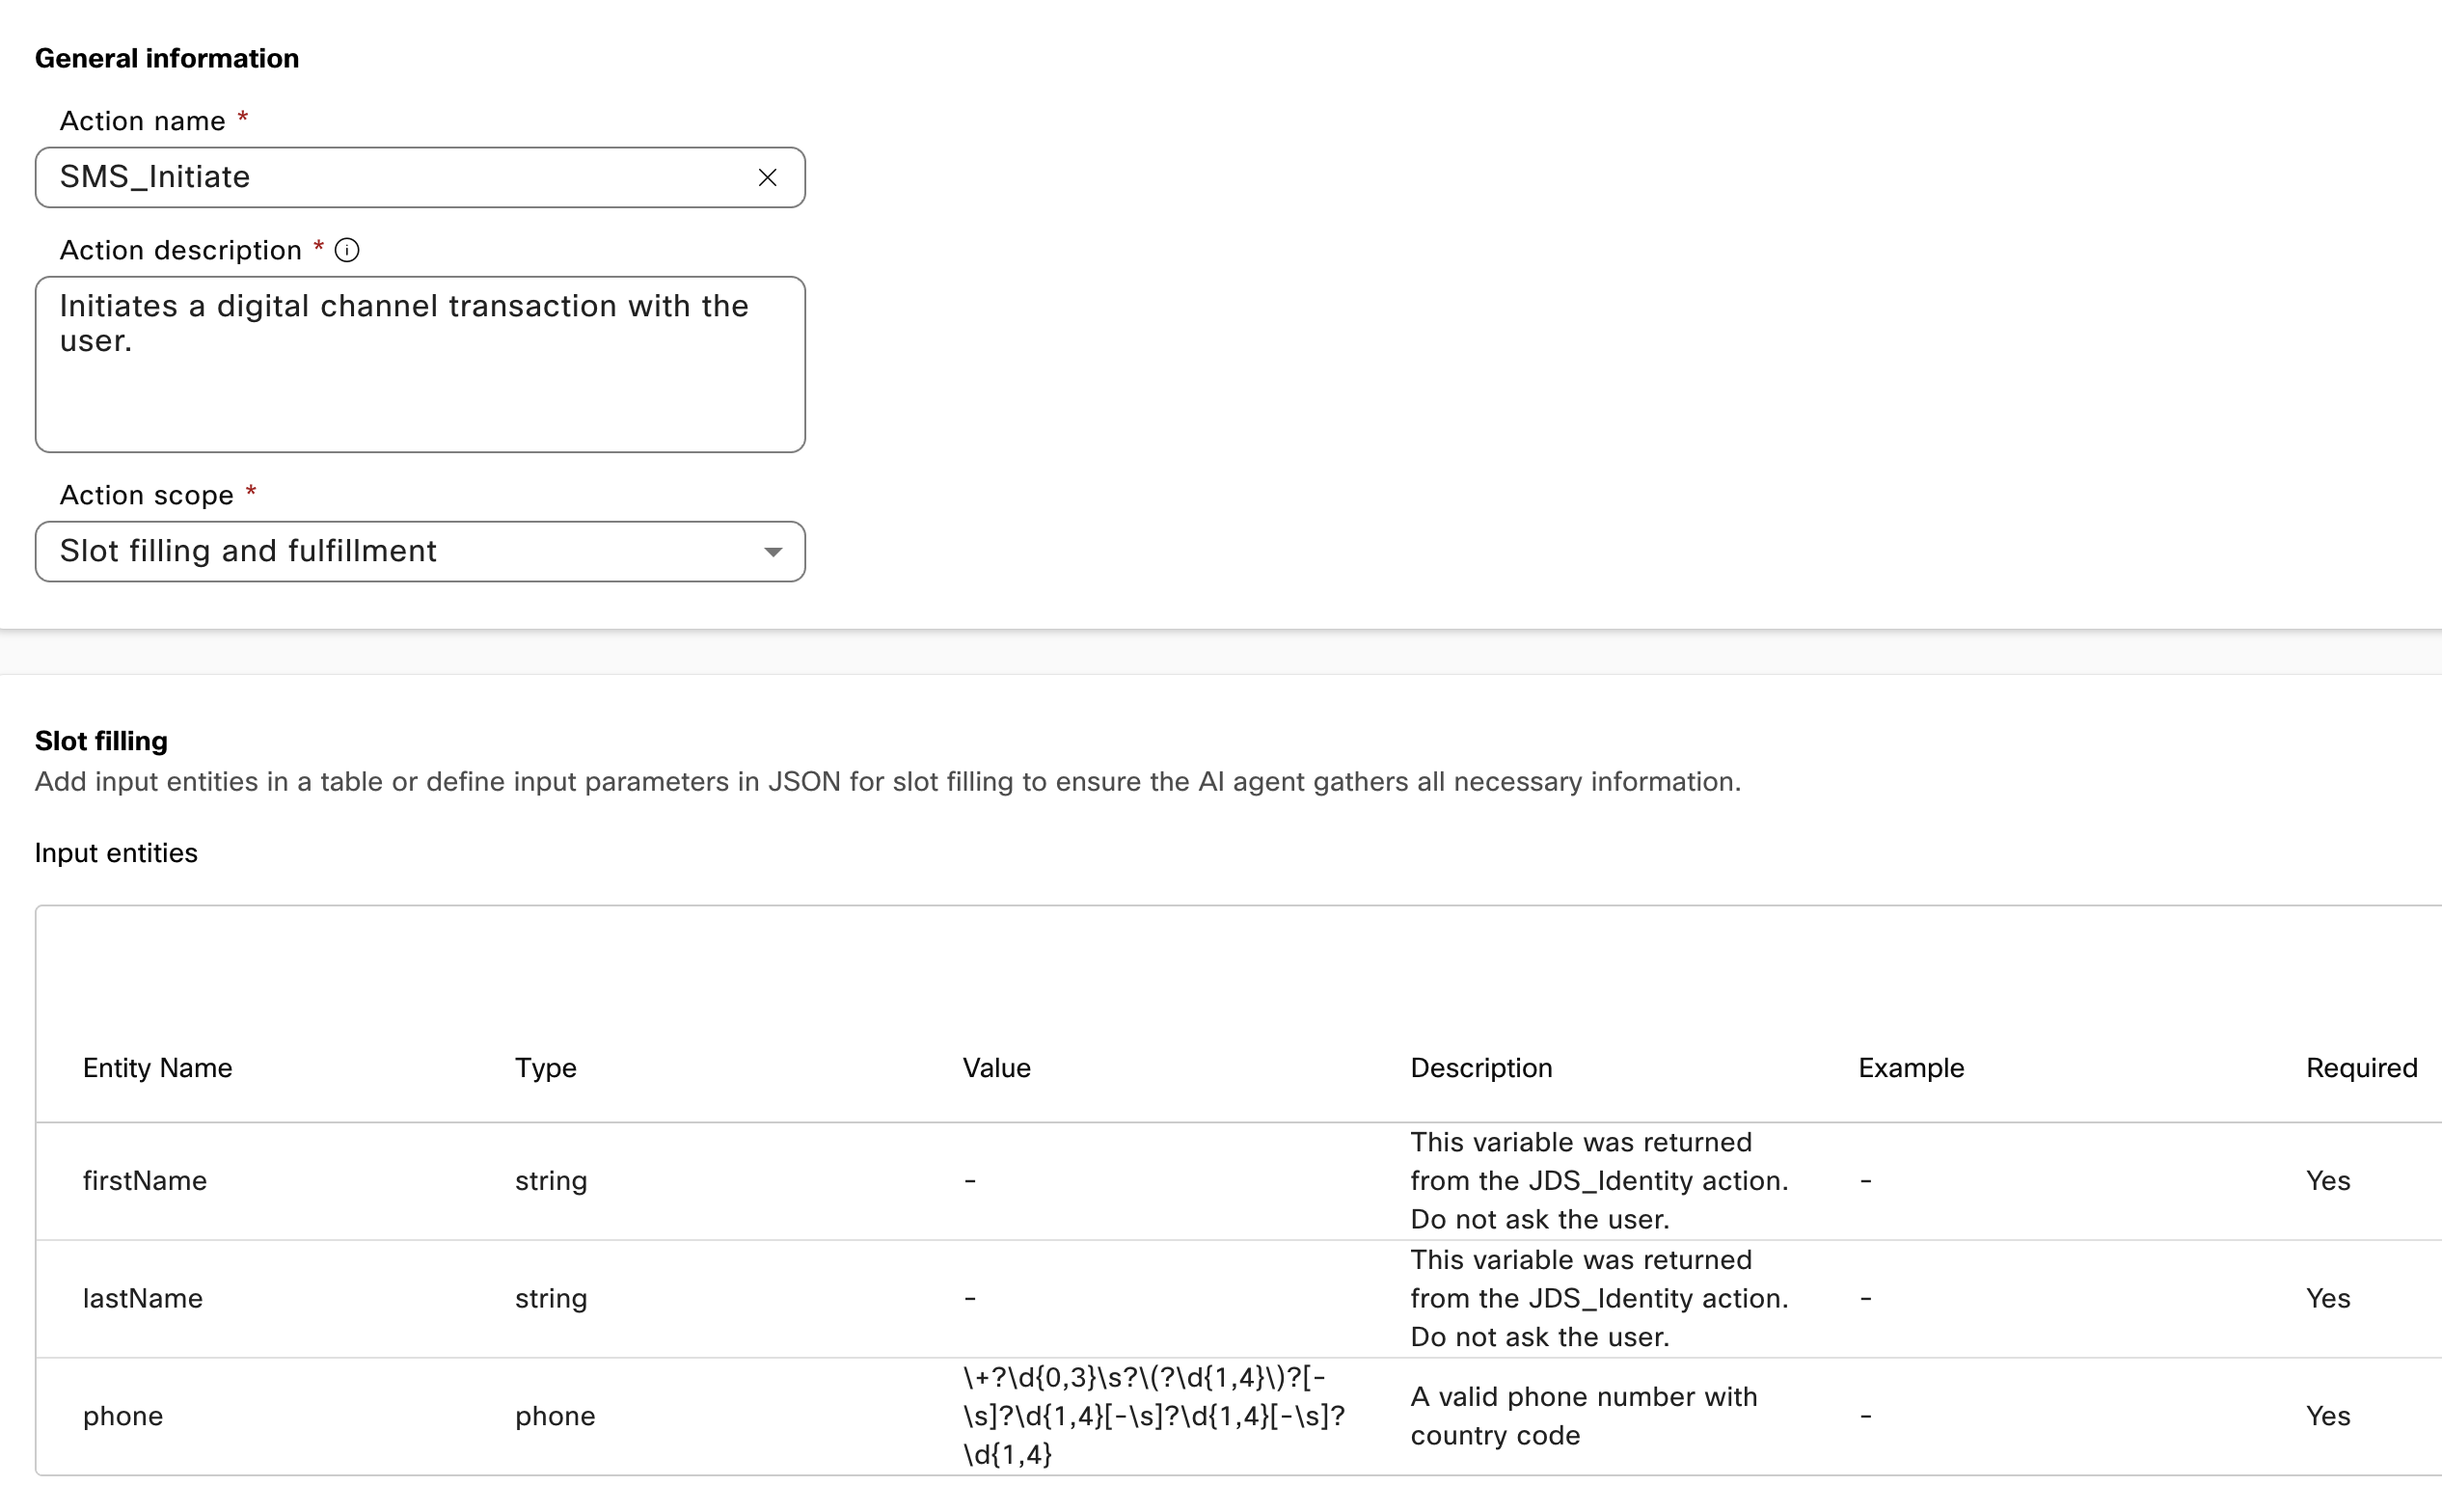 General information
Action name *
SMS_Initiate
Action description *
Initiates a digital channel transaction with the
user.
Action scope *
Slot filling and fulfillment
Slot filling
Add input entities in a table or define input parameters in JSON for slot filling to ensure the AI agent gathers all necessary information.
Input entities
Entity Name Type Value Description Example Required
firstName string - This variable was returned
from the JDS_Identity action.
Do not ask the user. - Yes
lastName string - This variable was returned
from the JDS_Identity action.
Do not ask the user. - Yes
phone phone \+?\d{0,3}\s?\(?\d{1,4}\)?[-
\s]?\d{1,4}[-\s]?\d{1,4}[-\s]?
\d{1,4}
A valid phone number with
country code - Yes